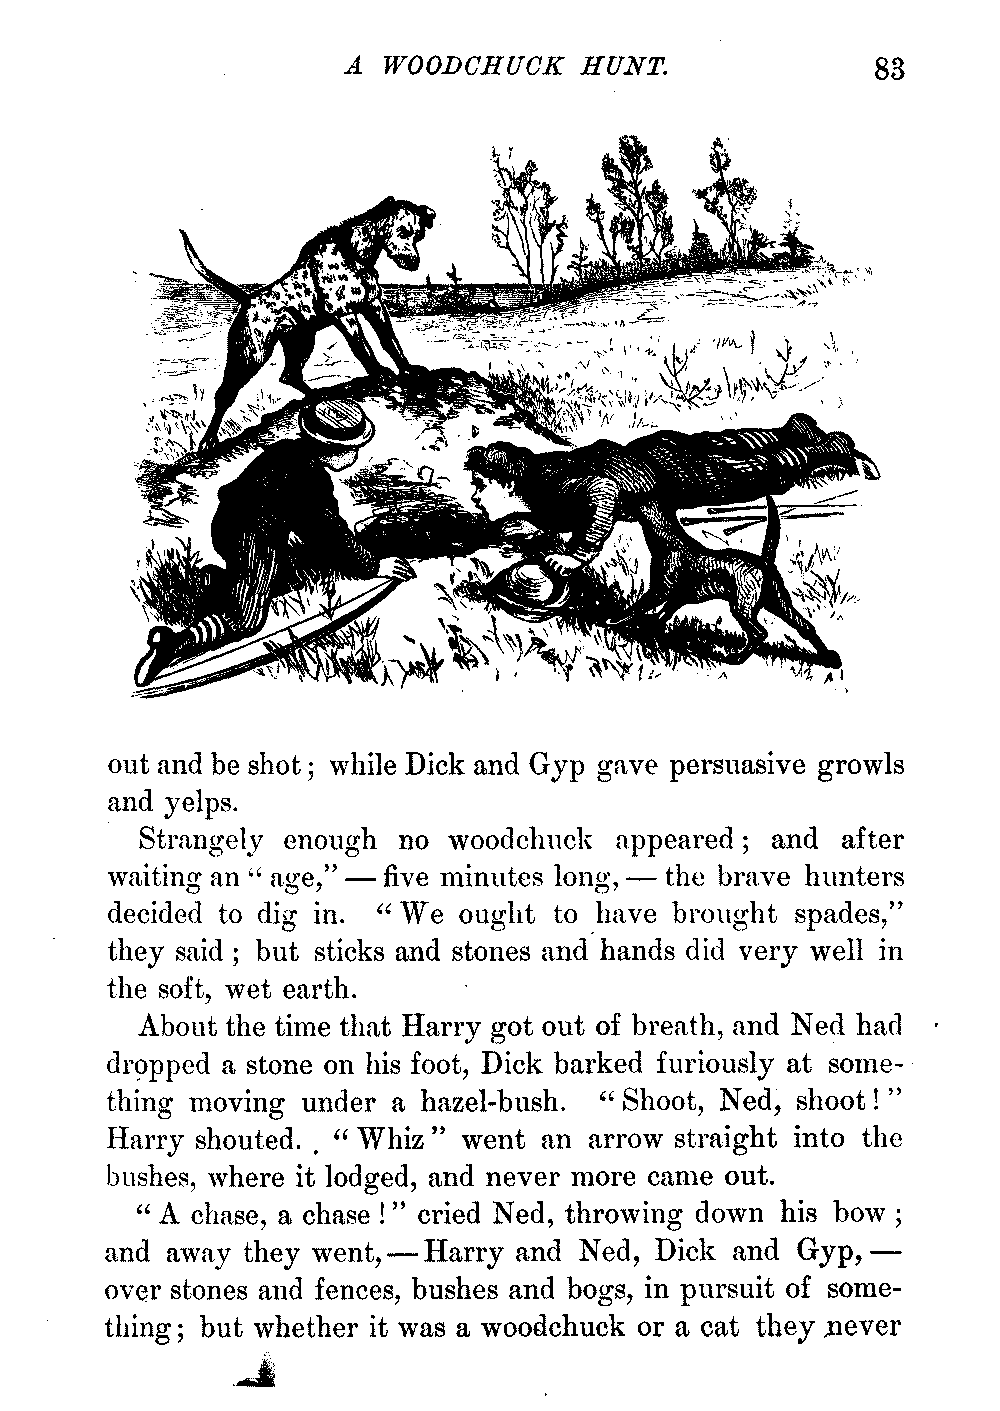 A WOODCHUCK HUNT. 83
out and be shot; while Dick and Gyp gave persuasive growls
and yelps.
Strangely enough no woodchuck appeared; and after
waiting an “age,” — five minutes long, — the brave hunters
decided to dig in. “We ought to have brought spades,”
they said; but sticks and stones and hands did very well in
the soft, wet earth.
About the time that Harry got out of breath, and Ned had
dropped a stone on his foot, Dick barked furiously at some-
thing moving under a hazel-bush. “Shoot, Ned, shoot!”
Harry shouted. “Whiz” went an arrow straight into the
bushes, where it lodged, and never more came out.
“A chase, a chase!” cried Ned, throwing down his bow;
and away they went, — Harry and Ned, Dick and Gyp, —
over stones and fences, bushes and bogs, in pursuit of some-
thing; but whether it was a woodchuck or a cat they never